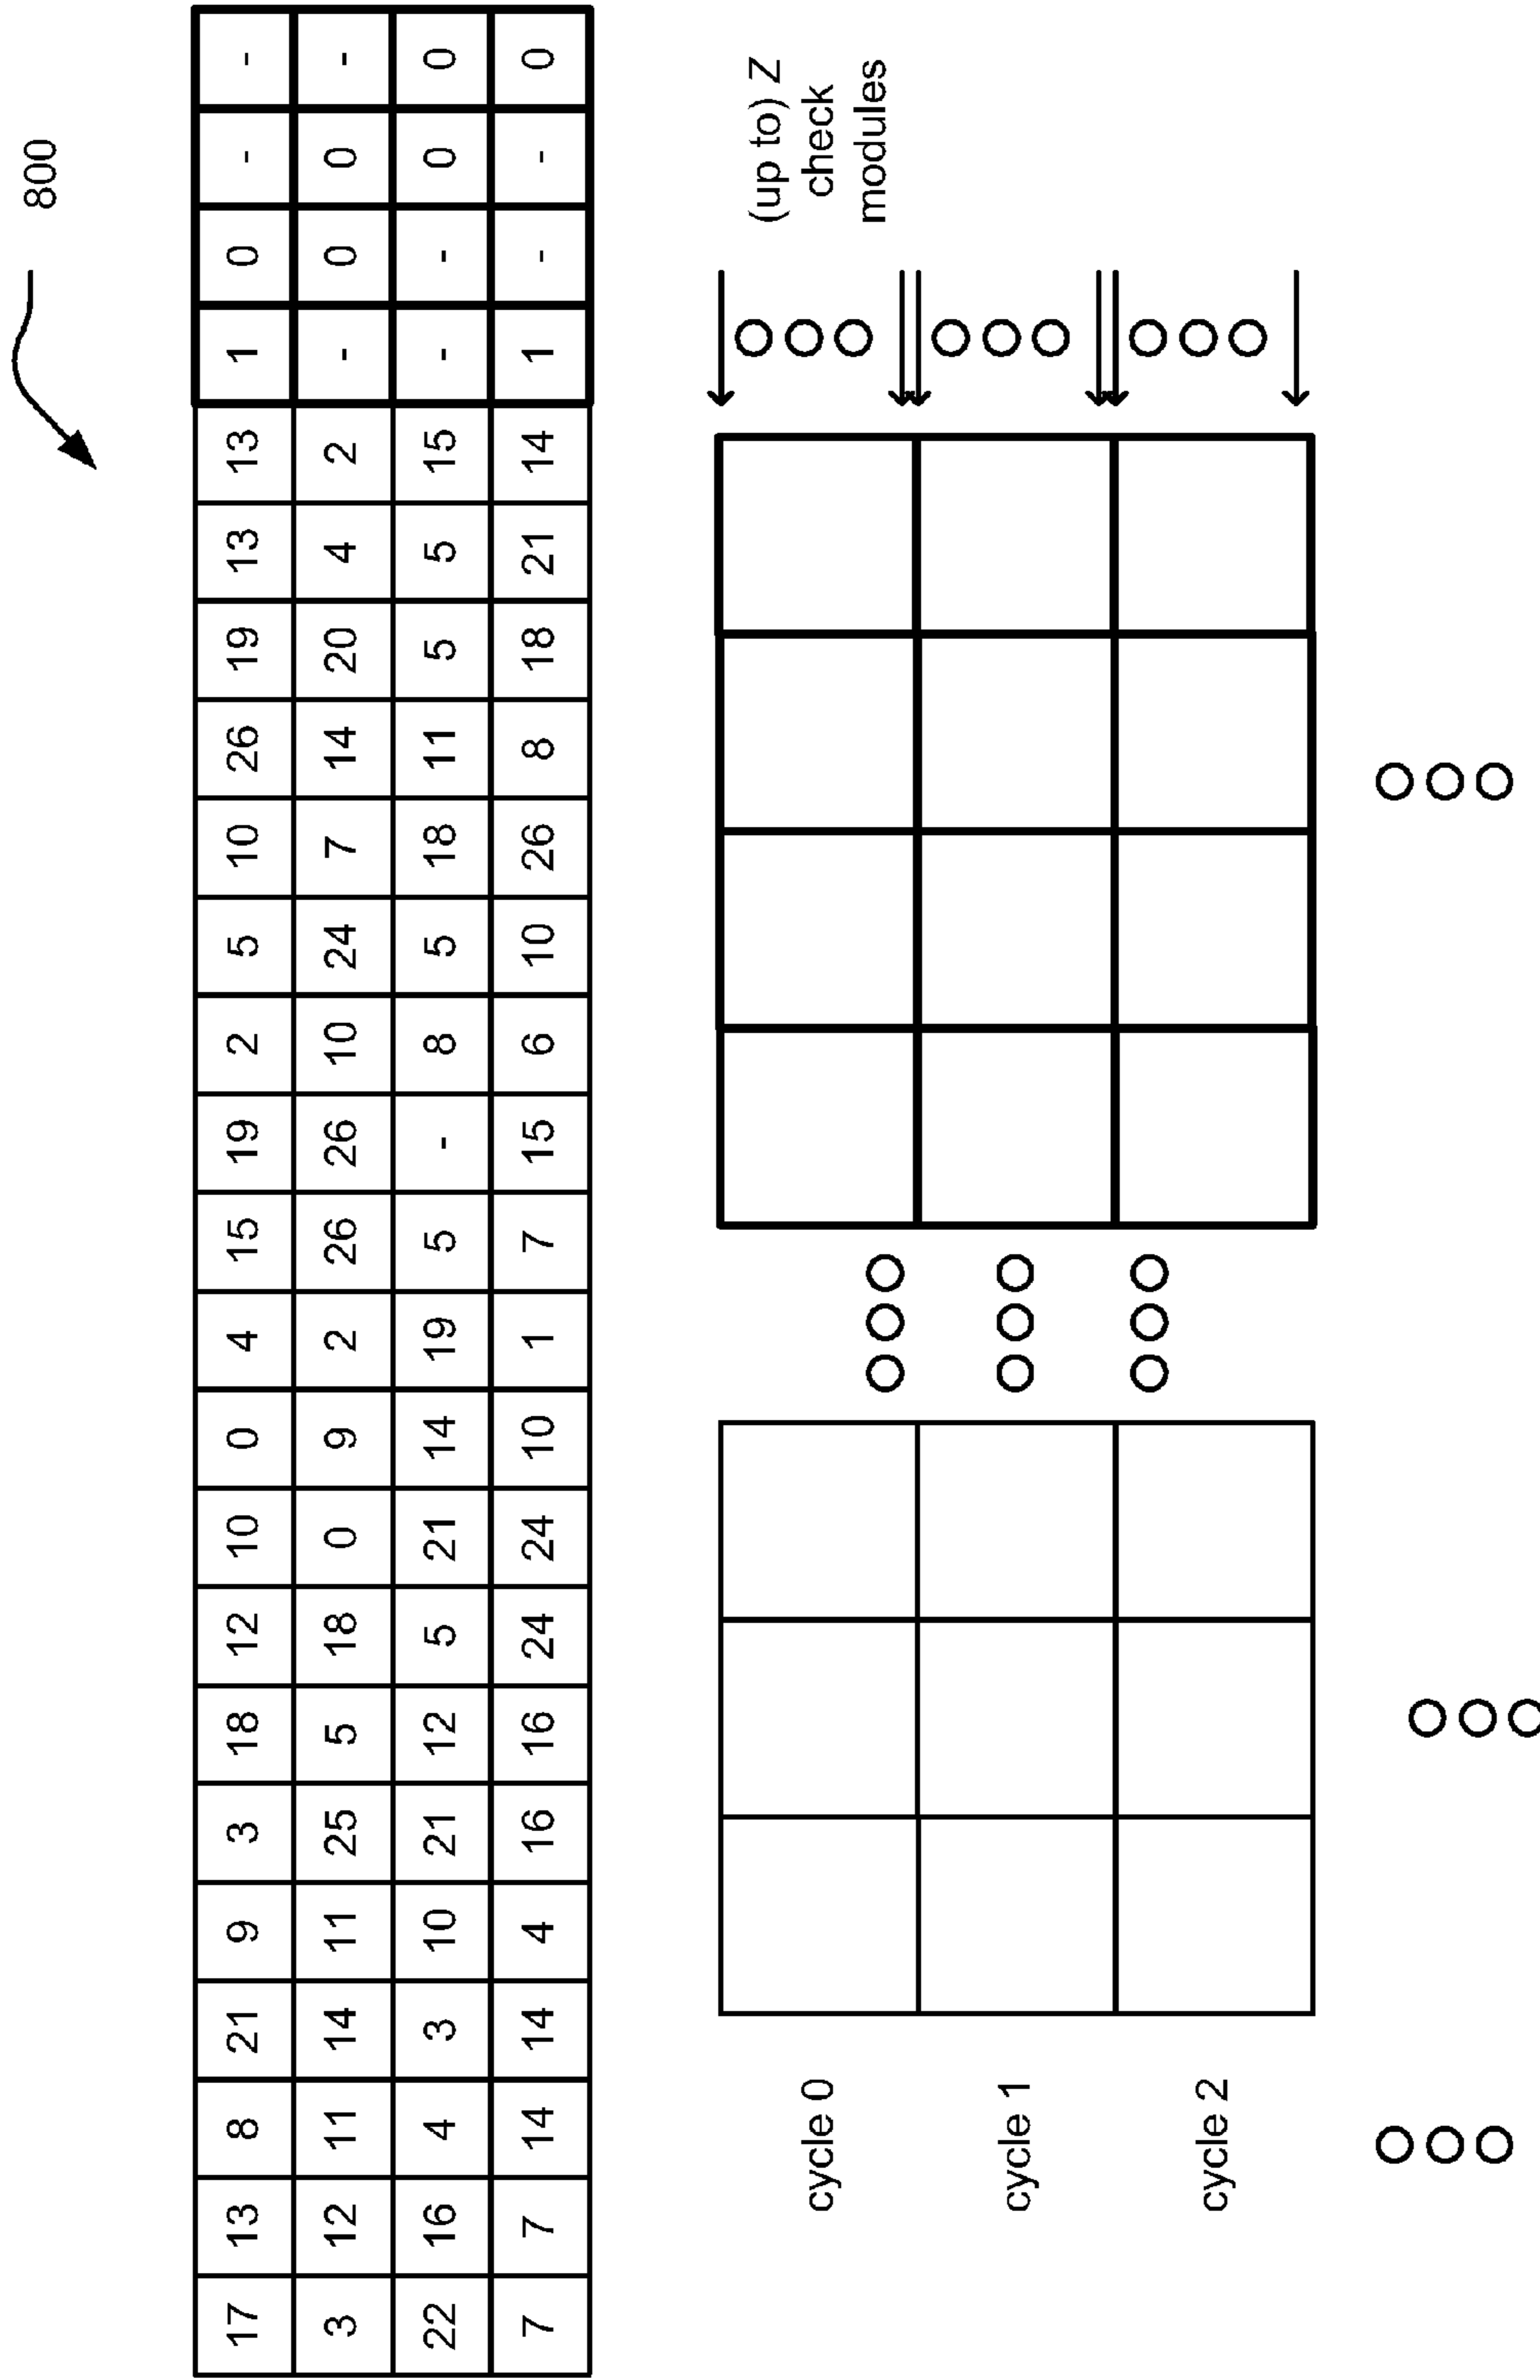 800
17 13 8 21 9 3 18 12 10 0 4 15 19 2 5 10 26 19 13 13 1 0 - -
3 12 11 14 11 25 5 18 0 9 2 26 26 10 24 7 14 20 4 2 - 0 0 -
22 16 4 3 10 21 12 5 21 14 19 5 - 8 5 18 11 5 5 15 - - 0 0
7 7 14 14 4 16 16 24 24 10 1 7 15 6 10 26 8 18 21 14 1 - - 0
(up to) Z
check
modules
cycle 0
cycle 1
cycle 2